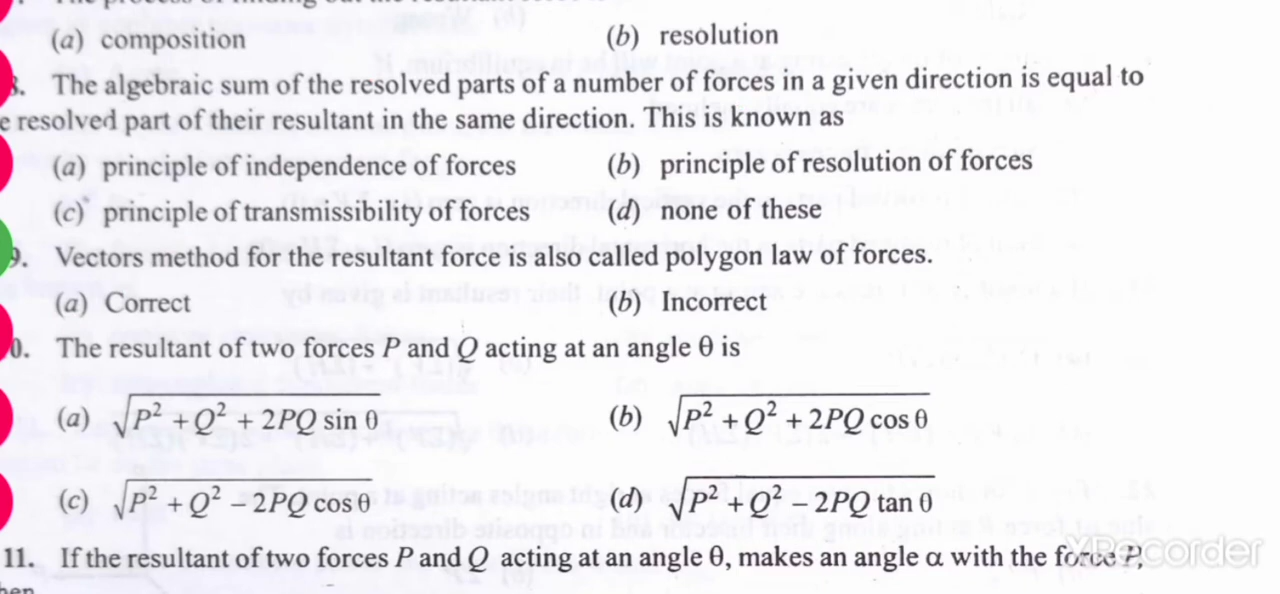 (a) composition (b) resolution
. The algebraic sum of the resolved parts of a number of forces in a given direction is equal to
e resolved part of their resultant in the same direction. This is known as
(a) principle of independence of forces (b) principle of resolution of forces
(c) principle of transmissibility of forces (d) none of these
9. Vectors method for the resultant force is also called polygon law of forces.
(a) Correct (b) Incorrect
0. The resultant of two forces P and Q acting at an angle θ is
(a) √(P² + Q² + 2PQ sin θ) (b) √(P² + Q² + 2PQ cos θ)
(c) √(P² + Q² − 2PQ cos θ) (d) √(P² + Q² − 2PQ tan θ)
11. If the resultant of two forces P and Q acting at an angle θ, makes an angle α with the force P,
XRecorder